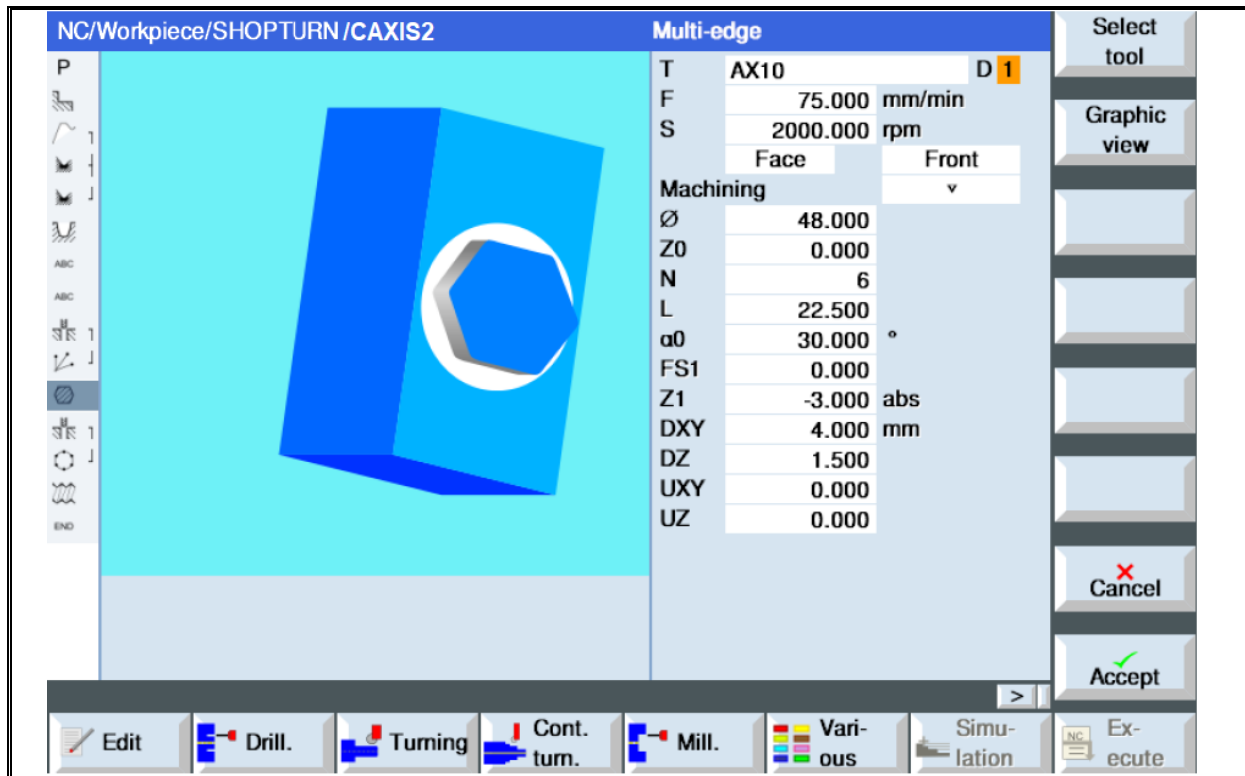 NC/Workpiece/SHOPTURN/CAXIS2
Multi-edge
Select
tool
P
ABC
ABC
END
T AX10 D 1
F 75.000 mm/min
S 2000.000 rpm
Face Front
Machining ▿
Ø 48.000
Z0 0.000
N 6
L 22.500
α0 30.000 °
FS1 0.000
Z1 -3.000 abs
DXY 4.000 mm
DZ 1.500
UXY 0.000
UZ 0.000
Graphic
view
Cancel
Accept
>
Edit
Drill.
Turning
Cont.
turn.
Mill.
Vari-
ous
Simu-
lation
NC
Ex-
ecute